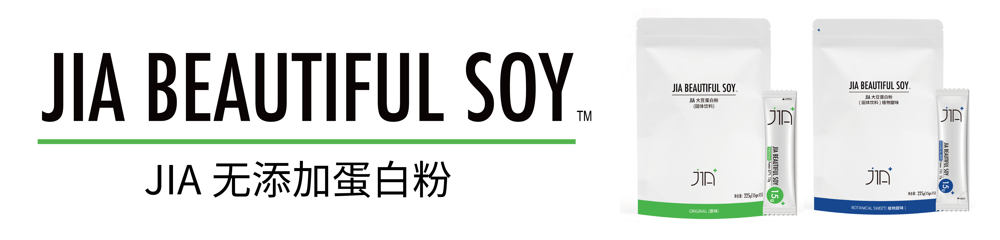 JIA BEAUTIFUL SOY™
JIA 无添加蛋白粉
JIA BEAUTIFUL SOY™
JIA 大豆蛋白粉
(固体饮料)
JIA+
净含量：225g(15gx15)
ORIGINAL (原味)
▲OPEN
JIA+
JIA BEAUTIFUL SOY
ORIGINAL Protein 87% 13g
15g
JIA BEAUTIFUL SOY™
JIA 大豆蛋白粉
( 固体饮料 ) 植物甜味
JIA+
净含量：225g(15gx15)
BOTANICAL SWEET( 植物甜味 )
JIA+
JIA BEAUTIFUL SOY
BOTANICAL SWEET Protein 70% 10g
15g
▲OPEN